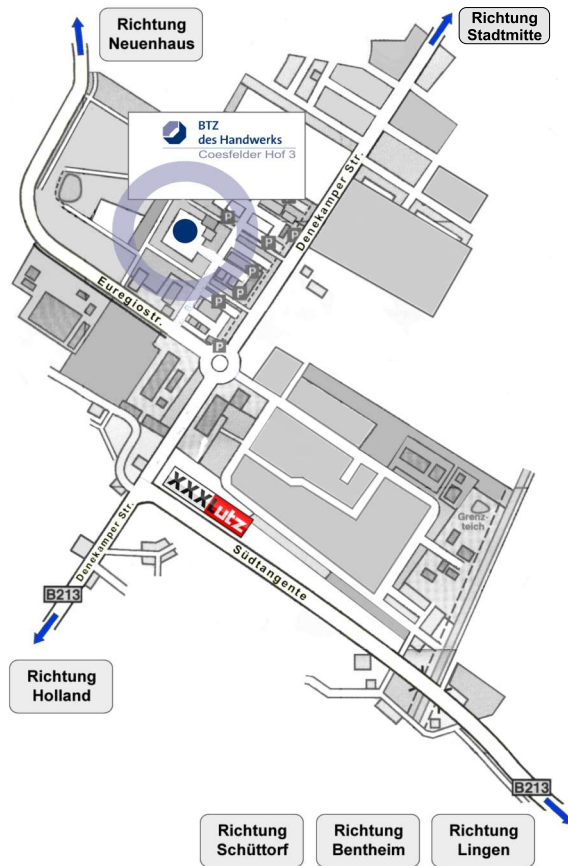 Richtung
Neuenhaus
Richtung
Stadtmitte
BTZ
des Handwerks
Coesfelder Hof 3
Denekamper Str.
P
P
P
P
P
P
Euregiostr.
XXXLutz
Grenz-
teich
Denekamper Str.
Südtangente
B213
Richtung
Holland
B213
Richtung
Schüttorf
Richtung
Bentheim
Richtung
Lingen